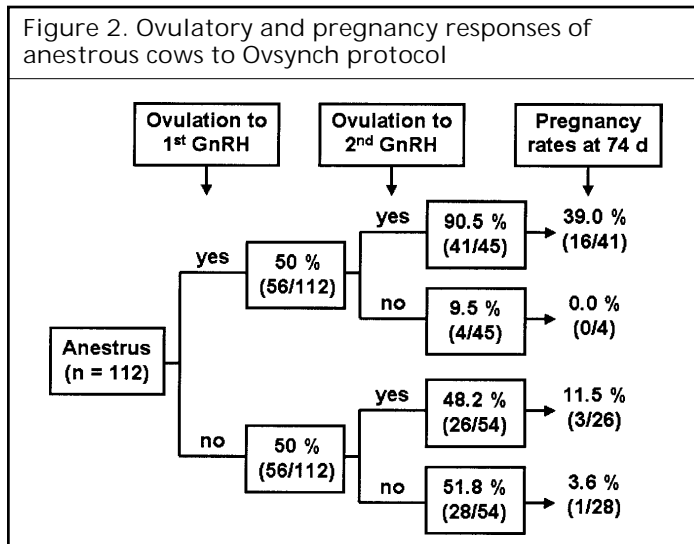 Figure 2. Ovulatory and pregnancy responses of
anestrous cows to Ovsynch protocol
Ovulation to
1st GnRH
Ovulation to
2nd GnRH
Pregnancy
rates at 74 d
Anestrus
(n = 112)
yes
50 %
(56/112)
yes
90.5 %
(41/45)
39.0 %
(16/41)
no
9.5 %
(4/45)
0.0 %
(0/4)
no
50 %
(56/112)
yes
48.2 %
(26/54)
11.5 %
(3/26)
no
51.8 %
(28/54)
3.6 %
(1/28)